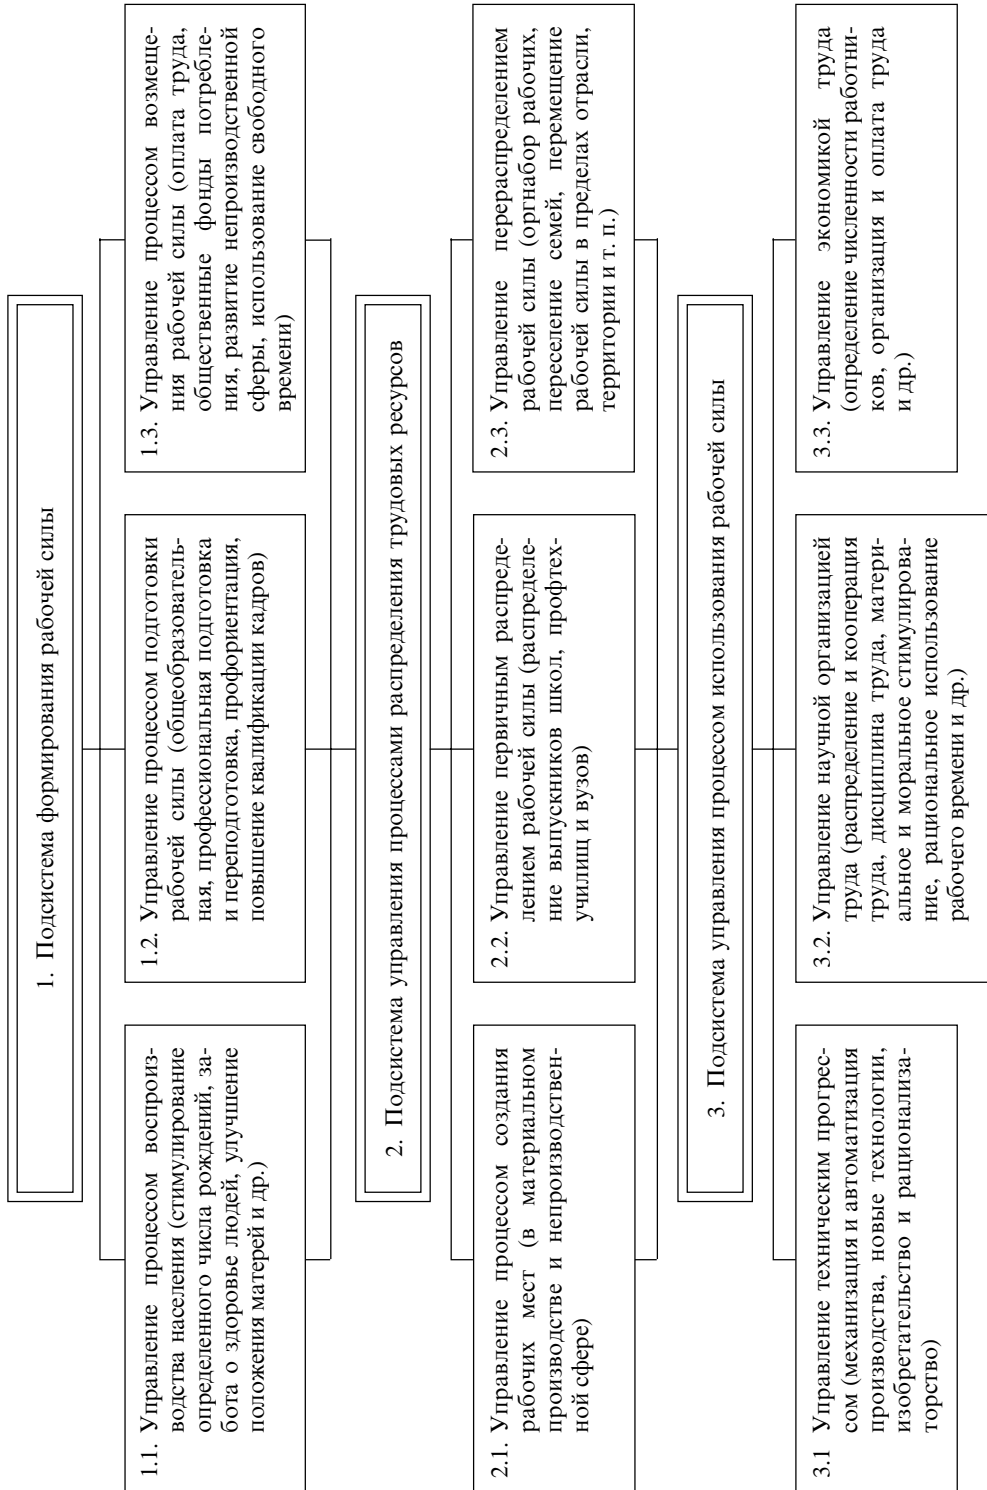 1. Подсистема формирования рабочей силы
1.1. Управление процессом воспроиз-
водства населения (стимулирование
определенного числа рождений, за-
бота о здоровье людей, улучшение
положения матерей и др.)
1.2. Управление процессом подготовки
рабочей силы (общеобразователь-
ная, профессиональная подготовка
и переподготовка, профориентация,
повышение квалификации кадров)
1.3. Управление процессом возмеще-
ния рабочей силы (оплата труда,
общественные фонды потребле-
ния, развитие непроизводственной
сферы, использование свободного
времени)
2. Подсистема управления процессами распределения трудовых ресурсов
2.1. Управление процессом создания
рабочих мест (в материальном
производстве и непроизводствен-
ной сфере)
2.2. Управление первичным распреде-
лением рабочей силы (распределе-
ние выпускников школ, профтех-
училищ и вузов)
2.3. Управление перераспределением
рабочей силы (оргнабор рабочих,
переселение семей, перемещение
рабочей силы в пределах отрасли,
территории и т. п.)
3. Подсистема управления процессом использования рабочей силы
3.1 Управление техническим прогрес-
сом (механизация и автоматизация
производства, новые технологии,
изобретательство и рационализа-
торство)
3.2. Управление научной организацией
труда (распределение и кооперация
труда, дисциплина труда, матери-
альное и моральное стимулирова-
ние, рациональное использование
рабочего времени и др.)
3.3. Управление экономикой труда
(определение численности работни-
ков, организация и оплата труда
и др.)